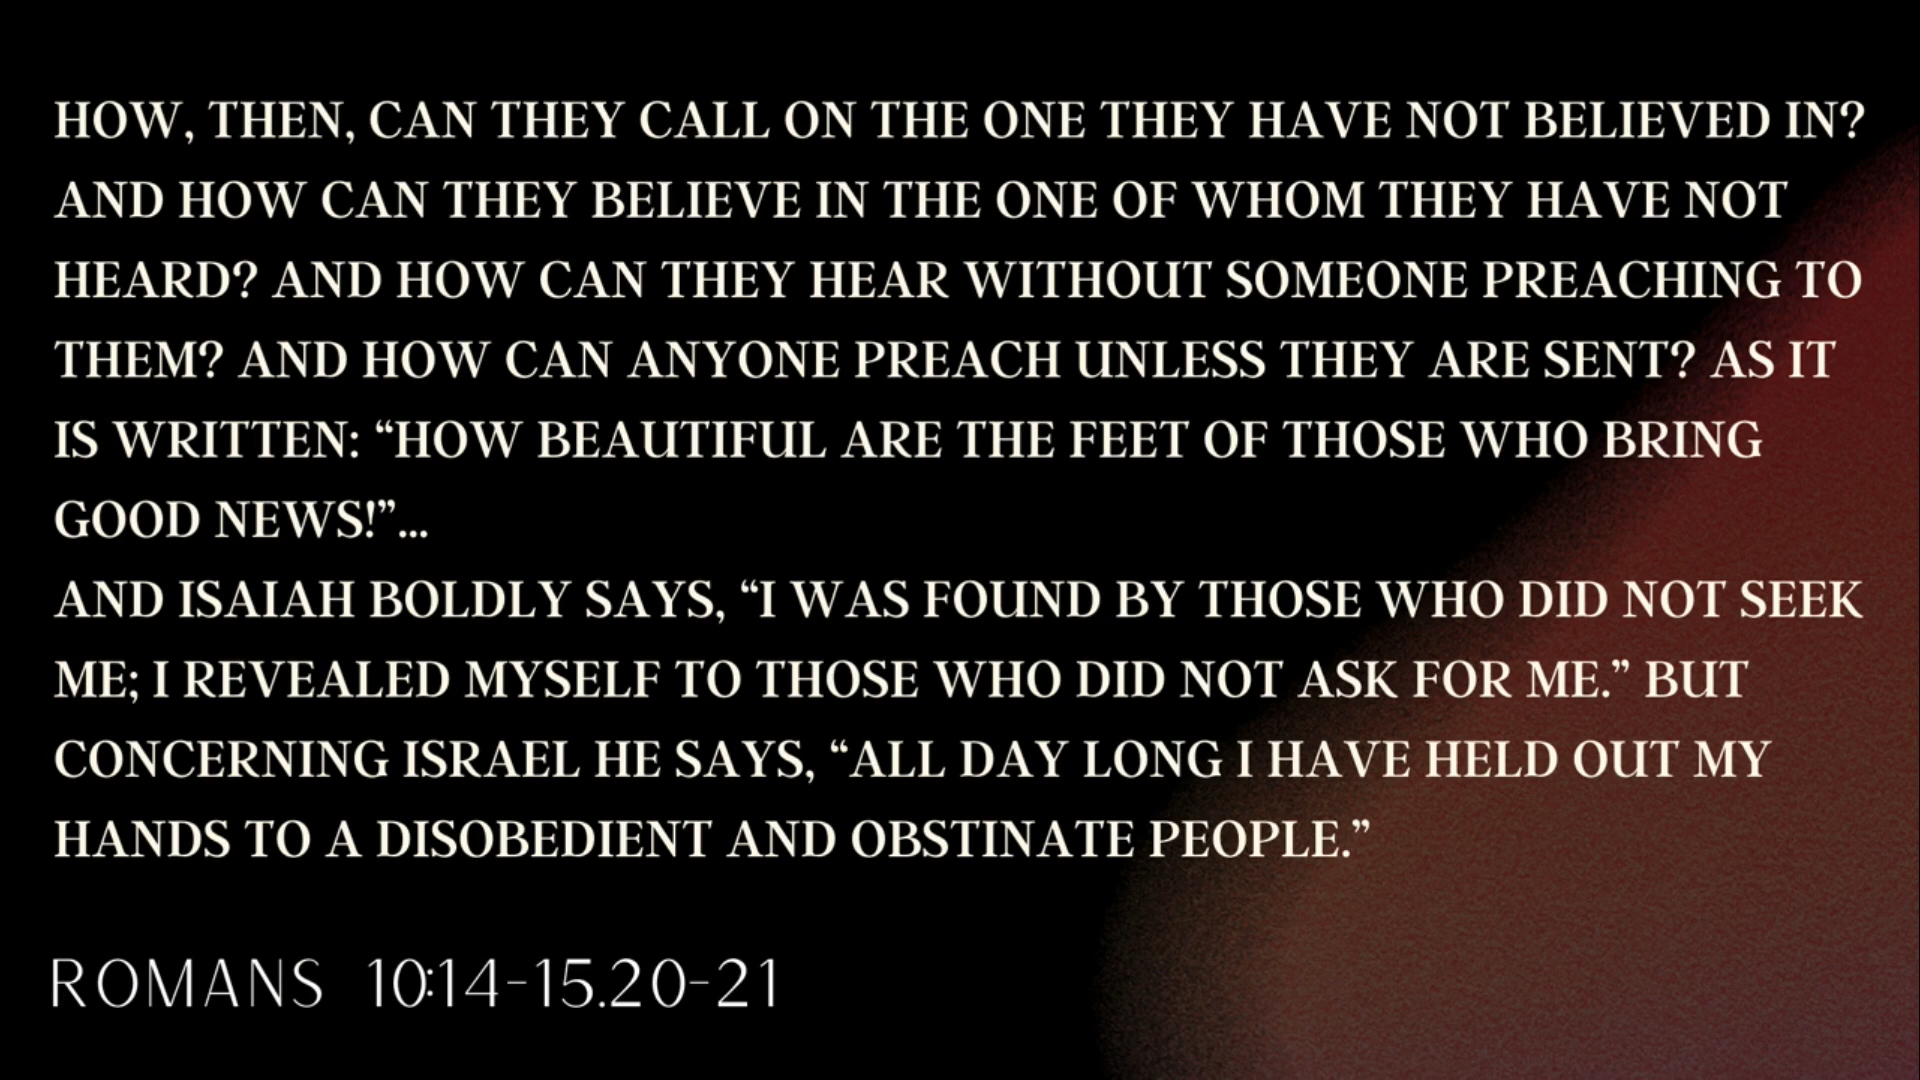 HOW, THEN, CAN THEY CALL ON THE ONE THEY HAVE NOT BELIEVED IN?
AND HOW CAN THEY BELIEVE IN THE ONE OF WHOM THEY HAVE NOT
HEARD? AND HOW CAN THEY HEAR WITHOUT SOMEONE PREACHING TO
THEM? AND HOW CAN ANYONE PREACH UNLESS THEY ARE SENT? AS IT
IS WRITTEN: “HOW BEAUTIFUL ARE THE FEET OF THOSE WHO BRING
GOOD NEWS!”...
AND ISAIAH BOLDLY SAYS, “I WAS FOUND BY THOSE WHO DID NOT SEEK
ME; I REVEALED MYSELF TO THOSE WHO DID NOT ASK FOR ME.” BUT
CONCERNING ISRAEL HE SAYS, “ALL DAY LONG I HAVE HELD OUT MY
HANDS TO A DISOBEDIENT AND OBSTINATE PEOPLE.”
ROMANS 10:14-15.20-21